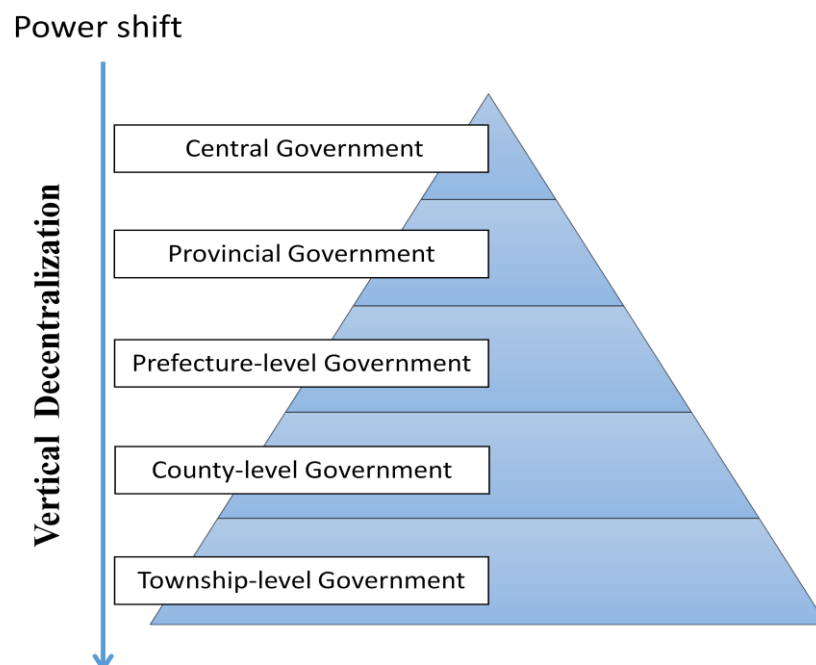 Power shift
Vertical Decentralization
Central Government
Provincial Government
Prefecture-level Government
County-level Government
Township-level Government